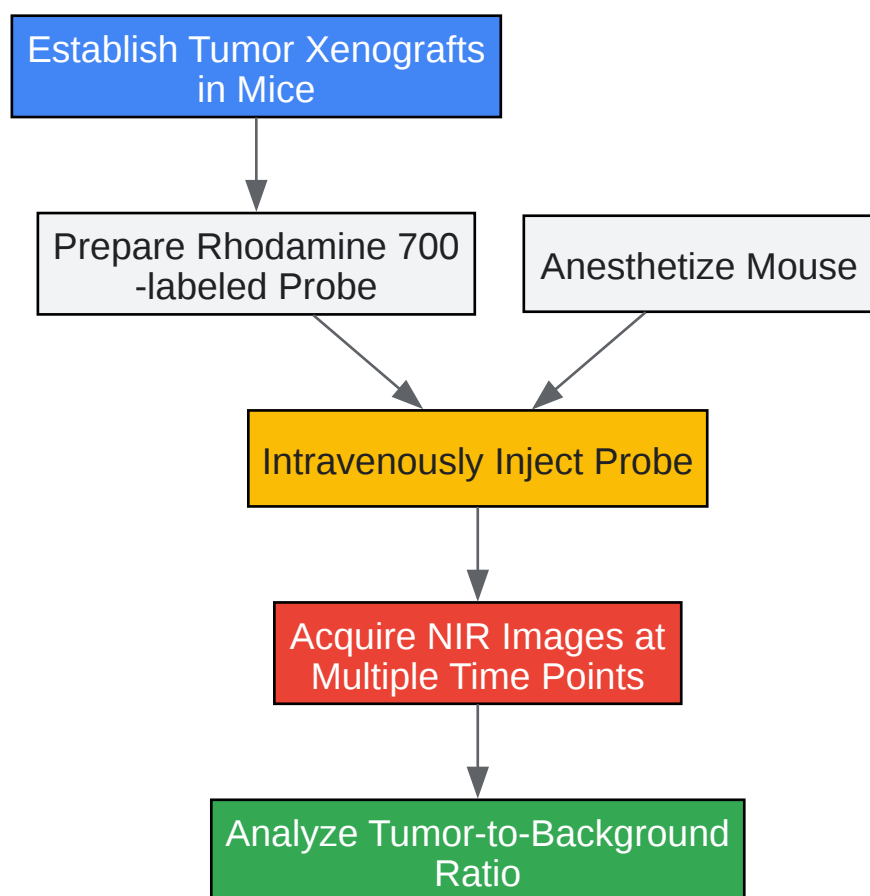 Establish Tumor Xenografts
in Mice
Prepare Rhodamine 700
-labeled Probe
Anesthetize Mouse
Intravenously Inject Probe
Acquire NIR Images at
Multiple Time Points
Analyze Tumor-to-Background
Ratio